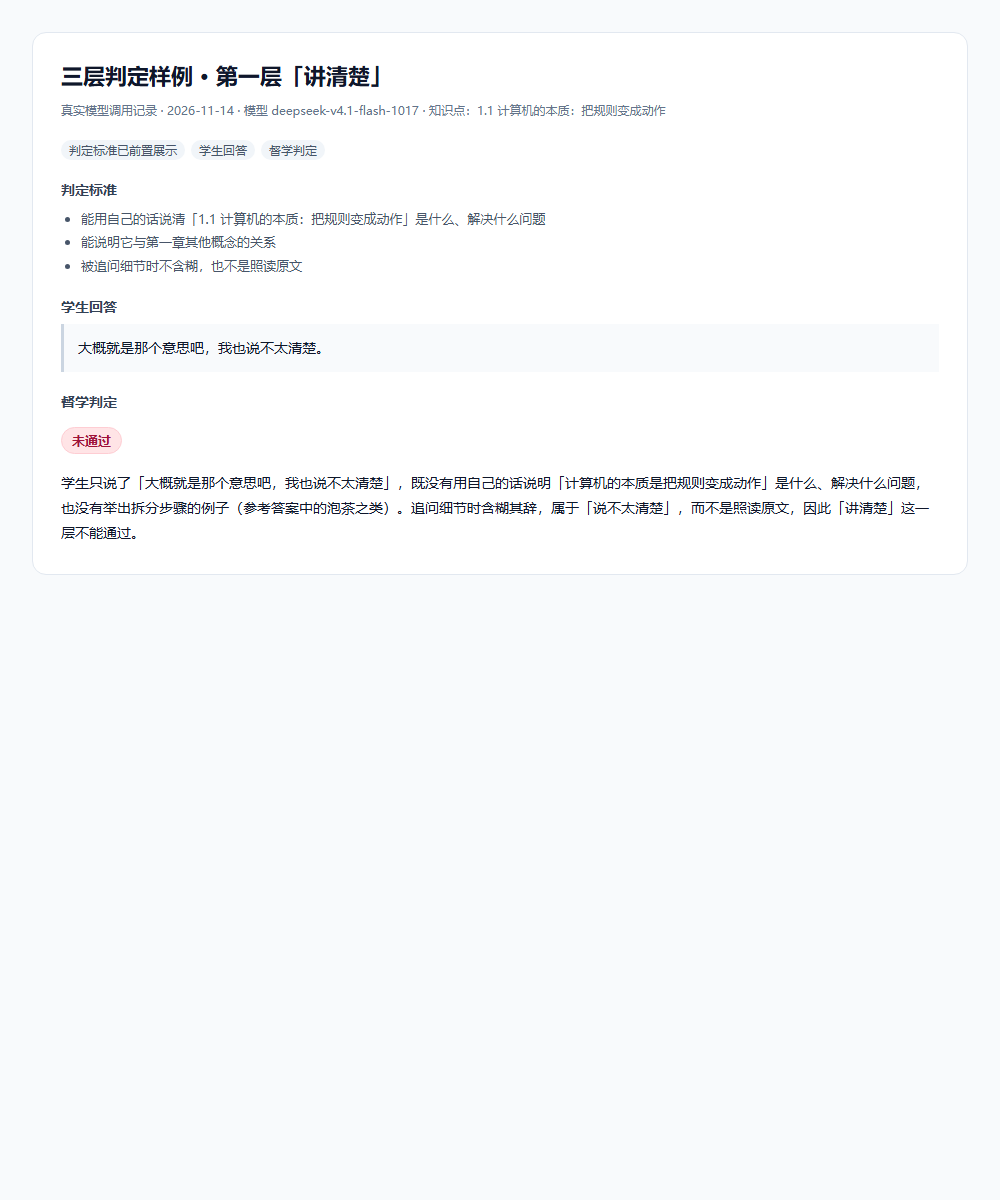 三层判定样例 · 第一层「讲清楚」
真实模型调用记录 · 2026-11-14 · 模型 deepseek-v4.1-flash-1017 · 知识点：1.1 计算机的本质：把规则变成动作
判定标准已前置展示 学生回答 督学判定
判定标准
• 能用自己的话说清「1.1 计算机的本质：把规则变成动作」是什么、解决什么问题
• 能说明它与第一章其他概念的关系
• 被追问细节时不含糊，也不是照读原文
学生回答
大概就是那个意思吧，我也说不太清楚。
督学判定
未通过
学生只说了「大概就是那个意思吧，我也说不太清楚」，既没有用自己的话说明「计算机的本质是把规则变成动作」是什么、解决什么问题，
也没有举出拆分步骤的例子（参考答案中的泡茶之类）。追问细节时含糊其辞，属于「说不太清楚」，而不是照读原文，因此「讲清楚」这一
层不能通过。